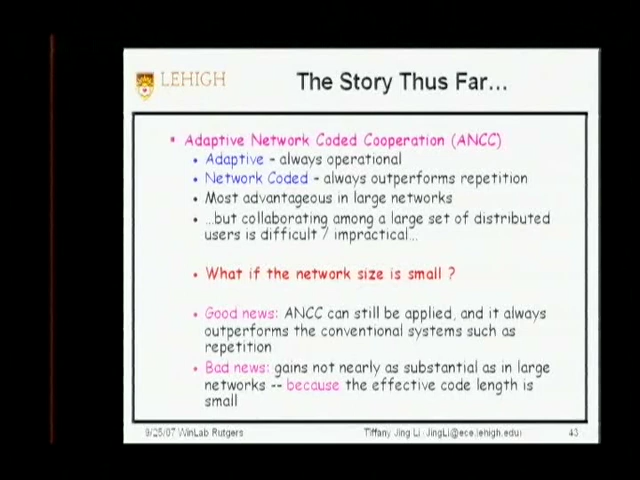 LEHIGH
The Story Thus Far...
• Adaptive Network Coded Cooperation (ANCC)
• Adaptive – always operational
• Network Coded – always outperforms repetition
• Most advantageous in large networks
• ...but collaborating among a large set of distributed
users is difficult / impractical...
• What if the network size is small ?
• Good news: ANCC can still be applied, and it always
outperforms the conventional systems such as
repetition
• Bad news: gains not nearly as substantial as in large
networks -- because the effective code length is
small
9/25/07 WinLab Rutgers
Tiffany Jing Li JingLi@ece.lehigh.edu
43